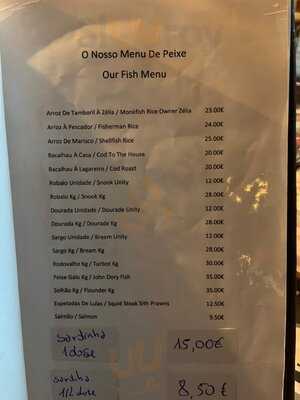 O Nosso Menu De Peixe
Our Fish Menu
Arroz De Tamboril À Zélia / Monkfish Rice Owner Zélia 23.00€
Arroz À Pescador / Fisherman Rice 24.00€
Arroz De Marisco / Shellfish Rice 25.00€
Bacalhau À Casa / Cod To The House 20.00€
Bacalhau À Lagareiro / Cod Roast 20.00€
Robalo Unidade / Snook Unity 12.00€
Robalo Kg / Snook Kg 28.00€
Dourada Unidade / Dourade Unity 12.00€
Dourada Kg / Dourade Kg 28.00€
Sargo Unidade / Bream Unity 12.00€
Sargo Kg / Bream Kg 28.00€
Rodovalho Kg / Turbot Kg 30.00€
Peixe Galo Kg / John Dory Fish 35.00€
Solhão Kg / Flounder Kg 35.00€
Espetadas De Lulas / Squid Steak Sith Prawns 12.50€
Salmão / Salmon 9.50€
Sardinha
1 dose 15,00€
sardinha
1/2 dose 8,50€